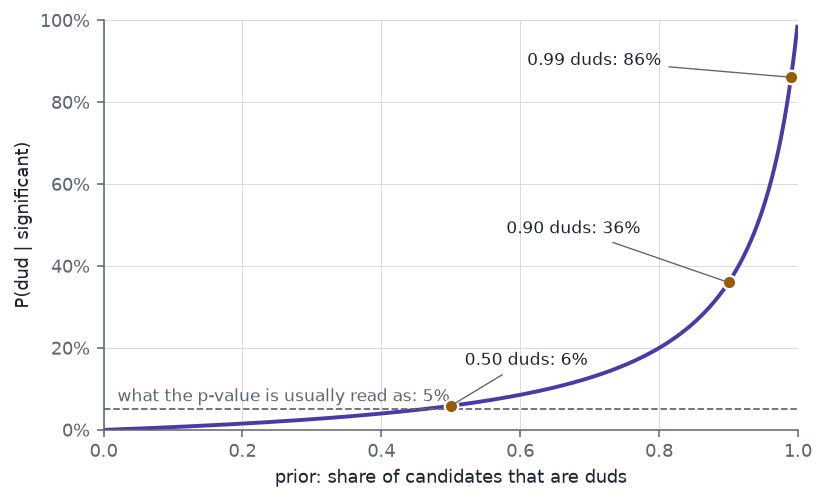 100%
80%
60%
40%
20%
0%
P(dud | significant)
0.99 duds: 86%
0.90 duds: 36%
0.50 duds: 6%
what the p-value is usually read as: 5%
0.0
0.2
0.4
0.6
0.8
1.0
prior: share of candidates that are duds